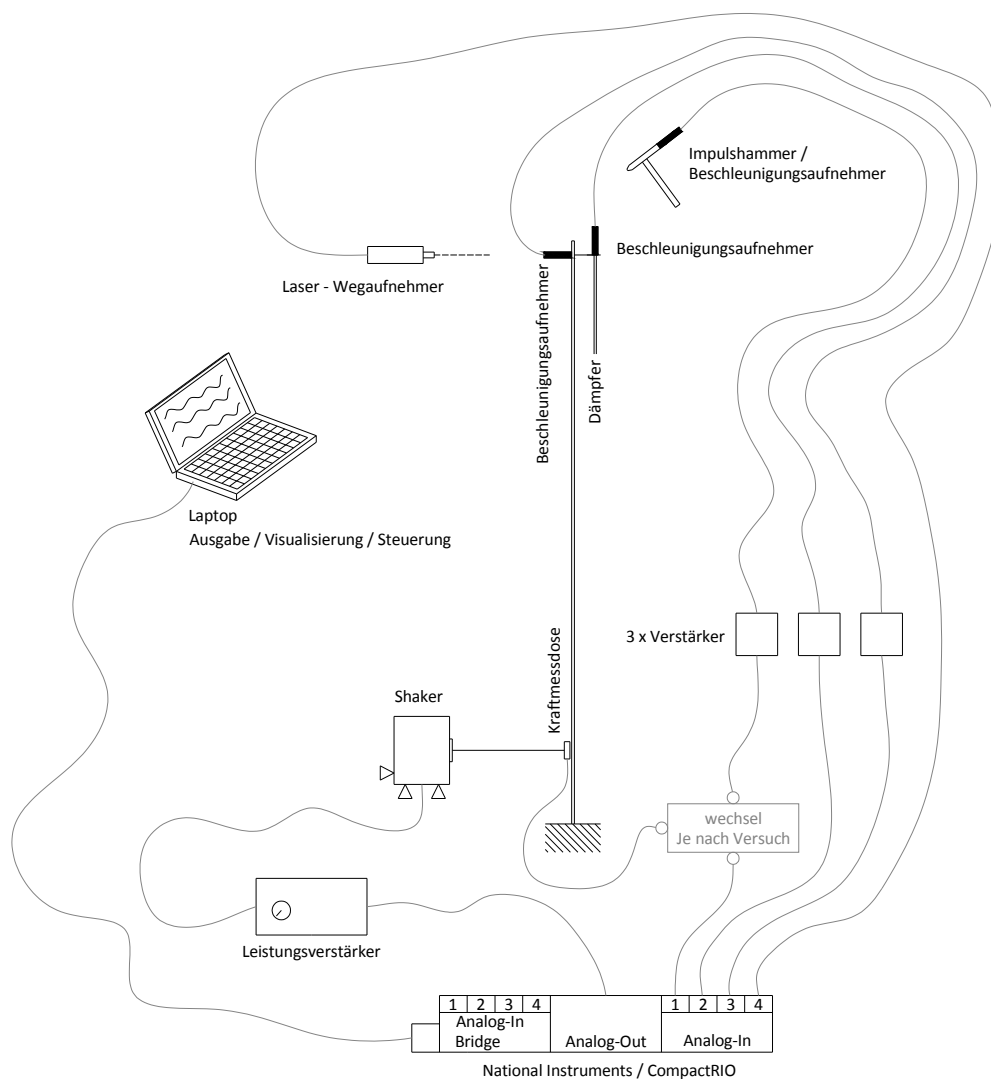 Impulshammer /
Beschleunigungsaufnehmer
Beschleunigungsaufnehmer
Laser - Wegaufnehmer
Beschleunigungsaufnehmer
Dämpfer
Laptop
Ausgabe / Visualisierung / Steuerung
3 x Verstärker
Kraftmessdose
Shaker
wechsel
Je nach Versuch
Leistungsverstärker
1 2 3 4
1 2 3 4
Analog-In
Bridge
Analog-Out
Analog-In
National Instruments / CompactRIO